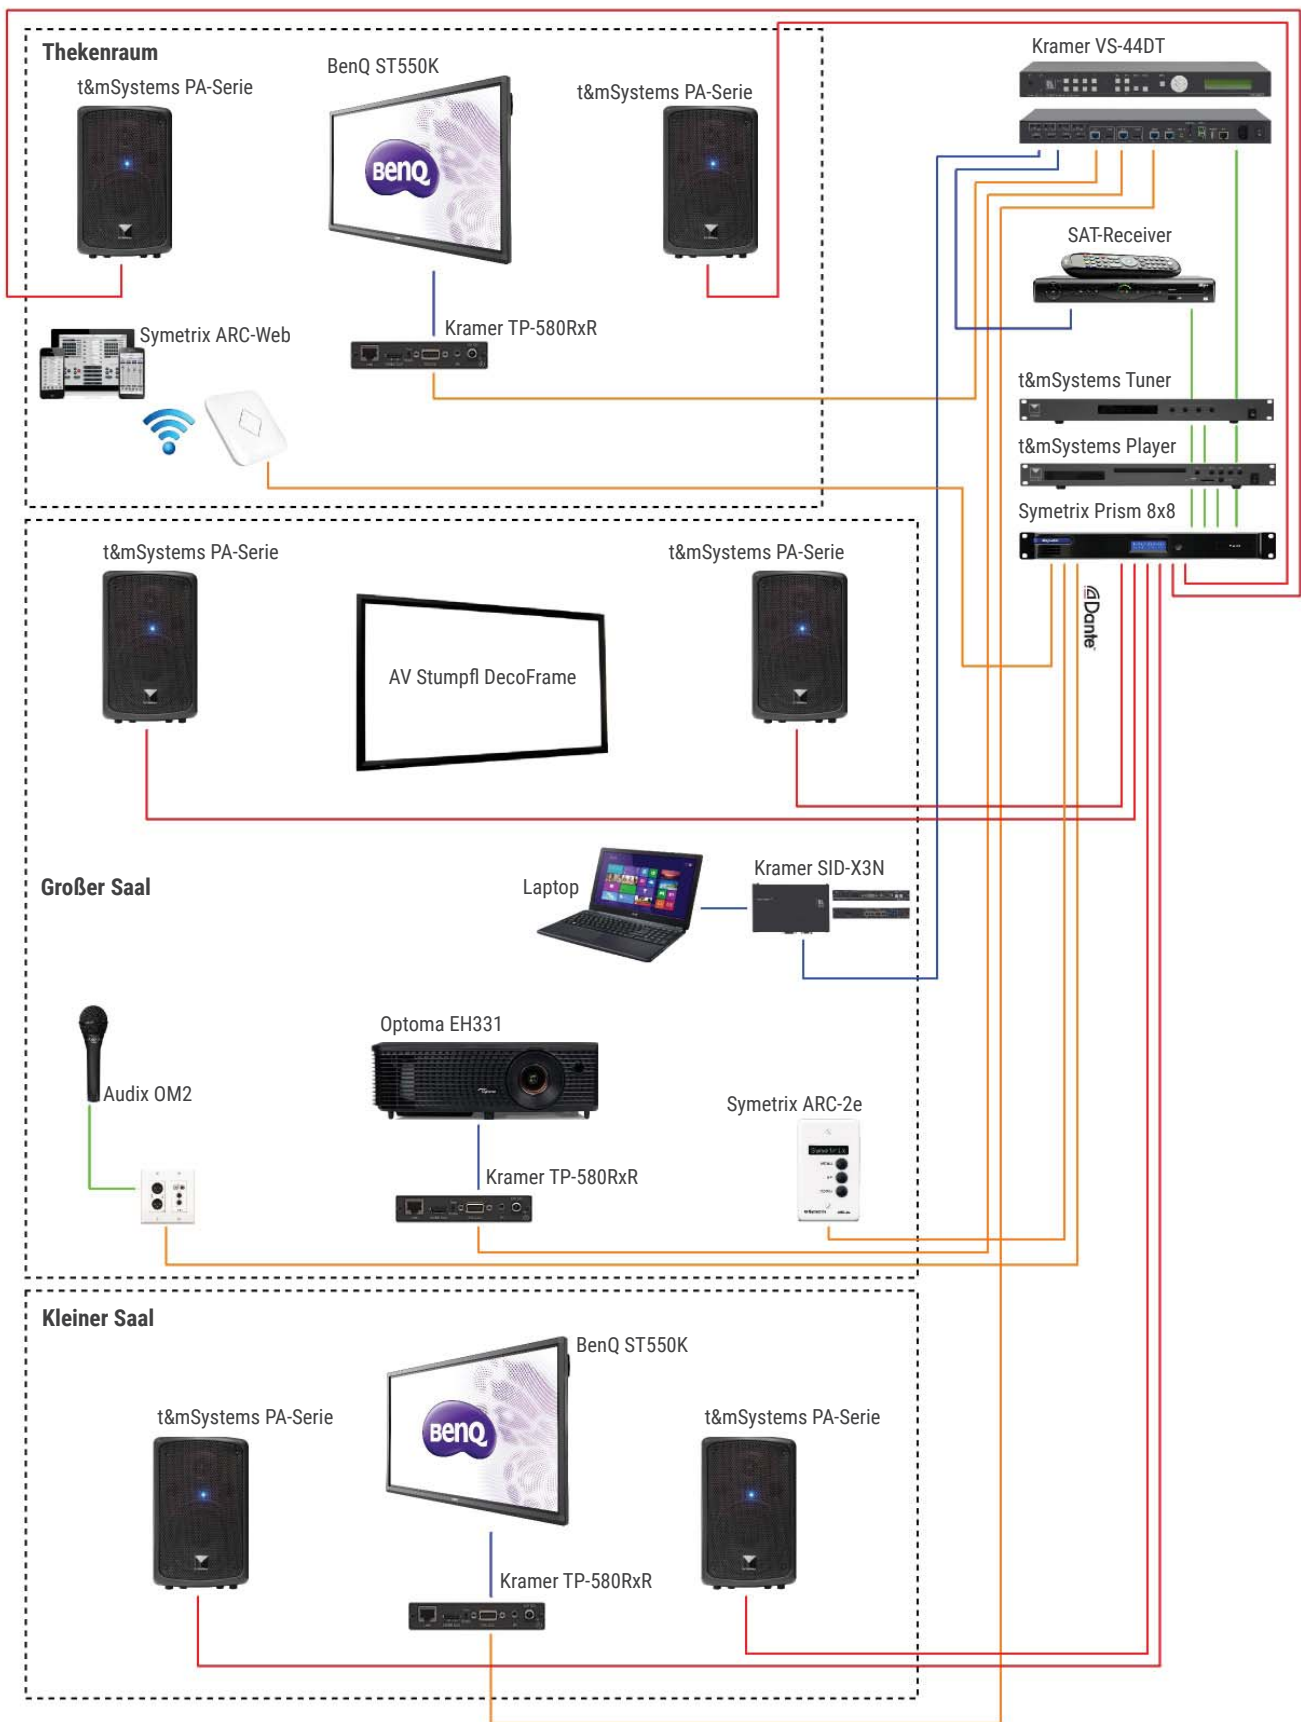 Thekenraum
t&mSystems PA-Serie
BenQ ST550K
t&mSystems PA-Serie
Kramer VS-44DT
BenQ
SAT-Receiver
Symetrix ARC-Web
Kramer TP-580RxR
t&mSystems Tuner
t&mSystems Player
Symetrix Prism 8x8
t&mSystems PA-Serie
t&mSystems PA-Serie
Dante
AV Stumpfl DecoFrame
Großer Saal
Laptop
Kramer SID-X3N
Optoma EH331
Audix OM2
Symetrix ARC-2e
Kramer TP-580RxR
Kleiner Saal
BenQ ST550K
t&mSystems PA-Serie
t&mSystems PA-Serie
BenQ
Kramer TP-580RxR